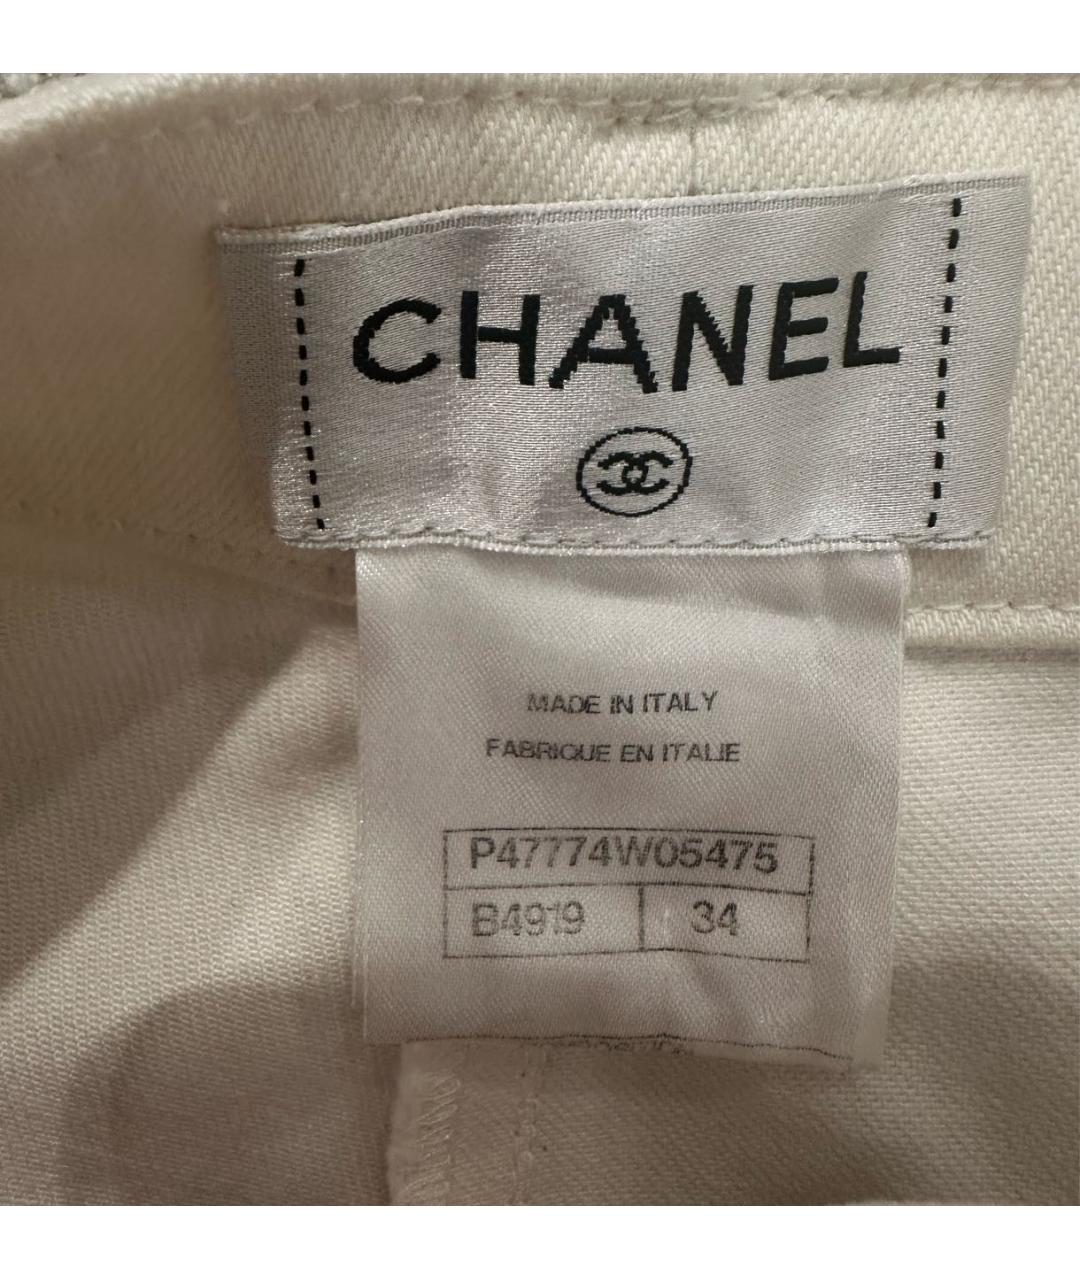 CHANEL
MADE IN ITALY
FABRIQUE EN ITALIE
P47774W05475
B4919 34